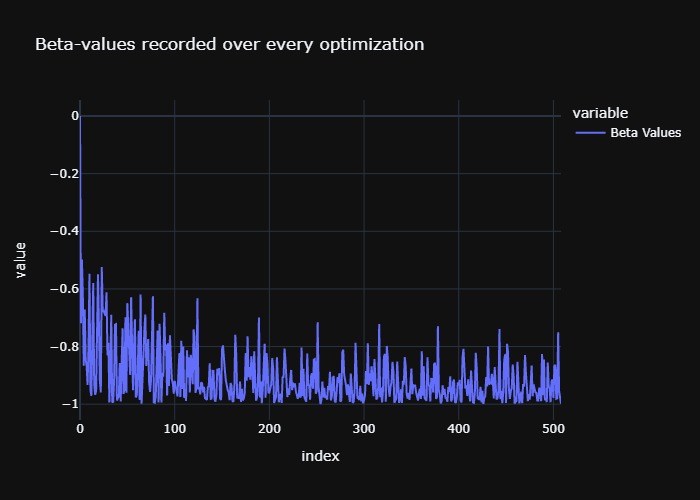 Beta-values recorded over every optimization
variable
Beta Values
0
−0.2
−0.4
−0.6
−0.8
−1
value
0
100
200
300
400
500
index